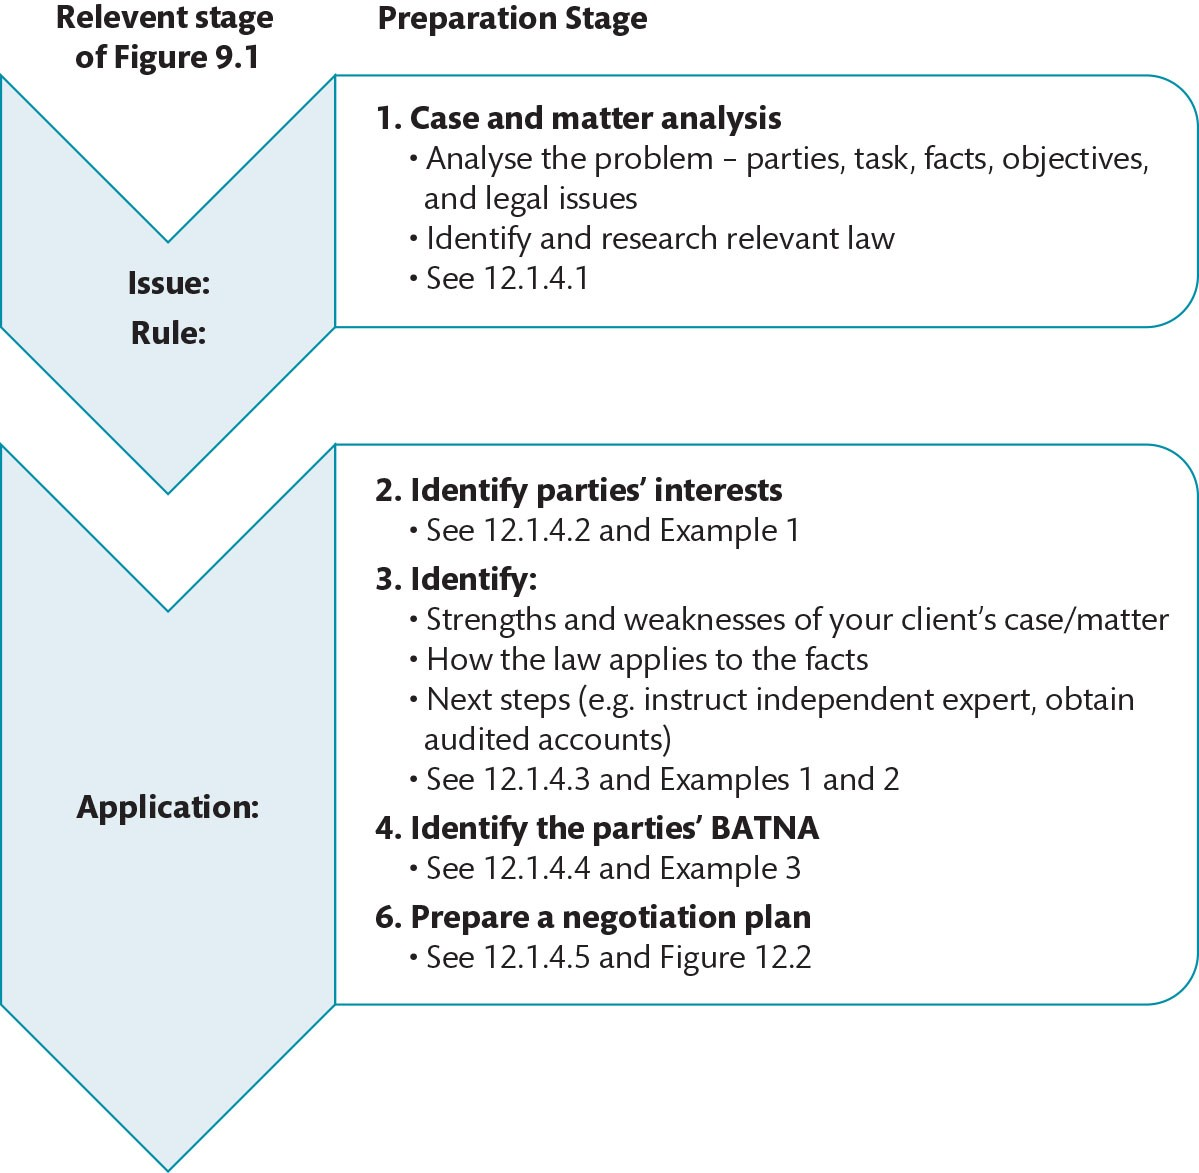 Relevent stage
of Figure 9.1
Preparation Stage
Issue:
Rule:
1. Case and matter analysis
• Analyse the problem – parties, task, facts, objectives,
and legal issues
• Identify and research relevant law
• See 12.1.4.1
Application:
2. Identify parties’ interests
• See 12.1.4.2 and Example 1
3. Identify:
• Strengths and weaknesses of your client’s case/matter
• How the law applies to the facts
• Next steps (e.g. instruct independent expert, obtain
audited accounts)
• See 12.1.4.3 and Examples 1 and 2
4. Identify the parties’ BATNA
• See 12.1.4.4 and Example 3
6. Prepare a negotiation plan
• See 12.1.4.5 and Figure 12.2